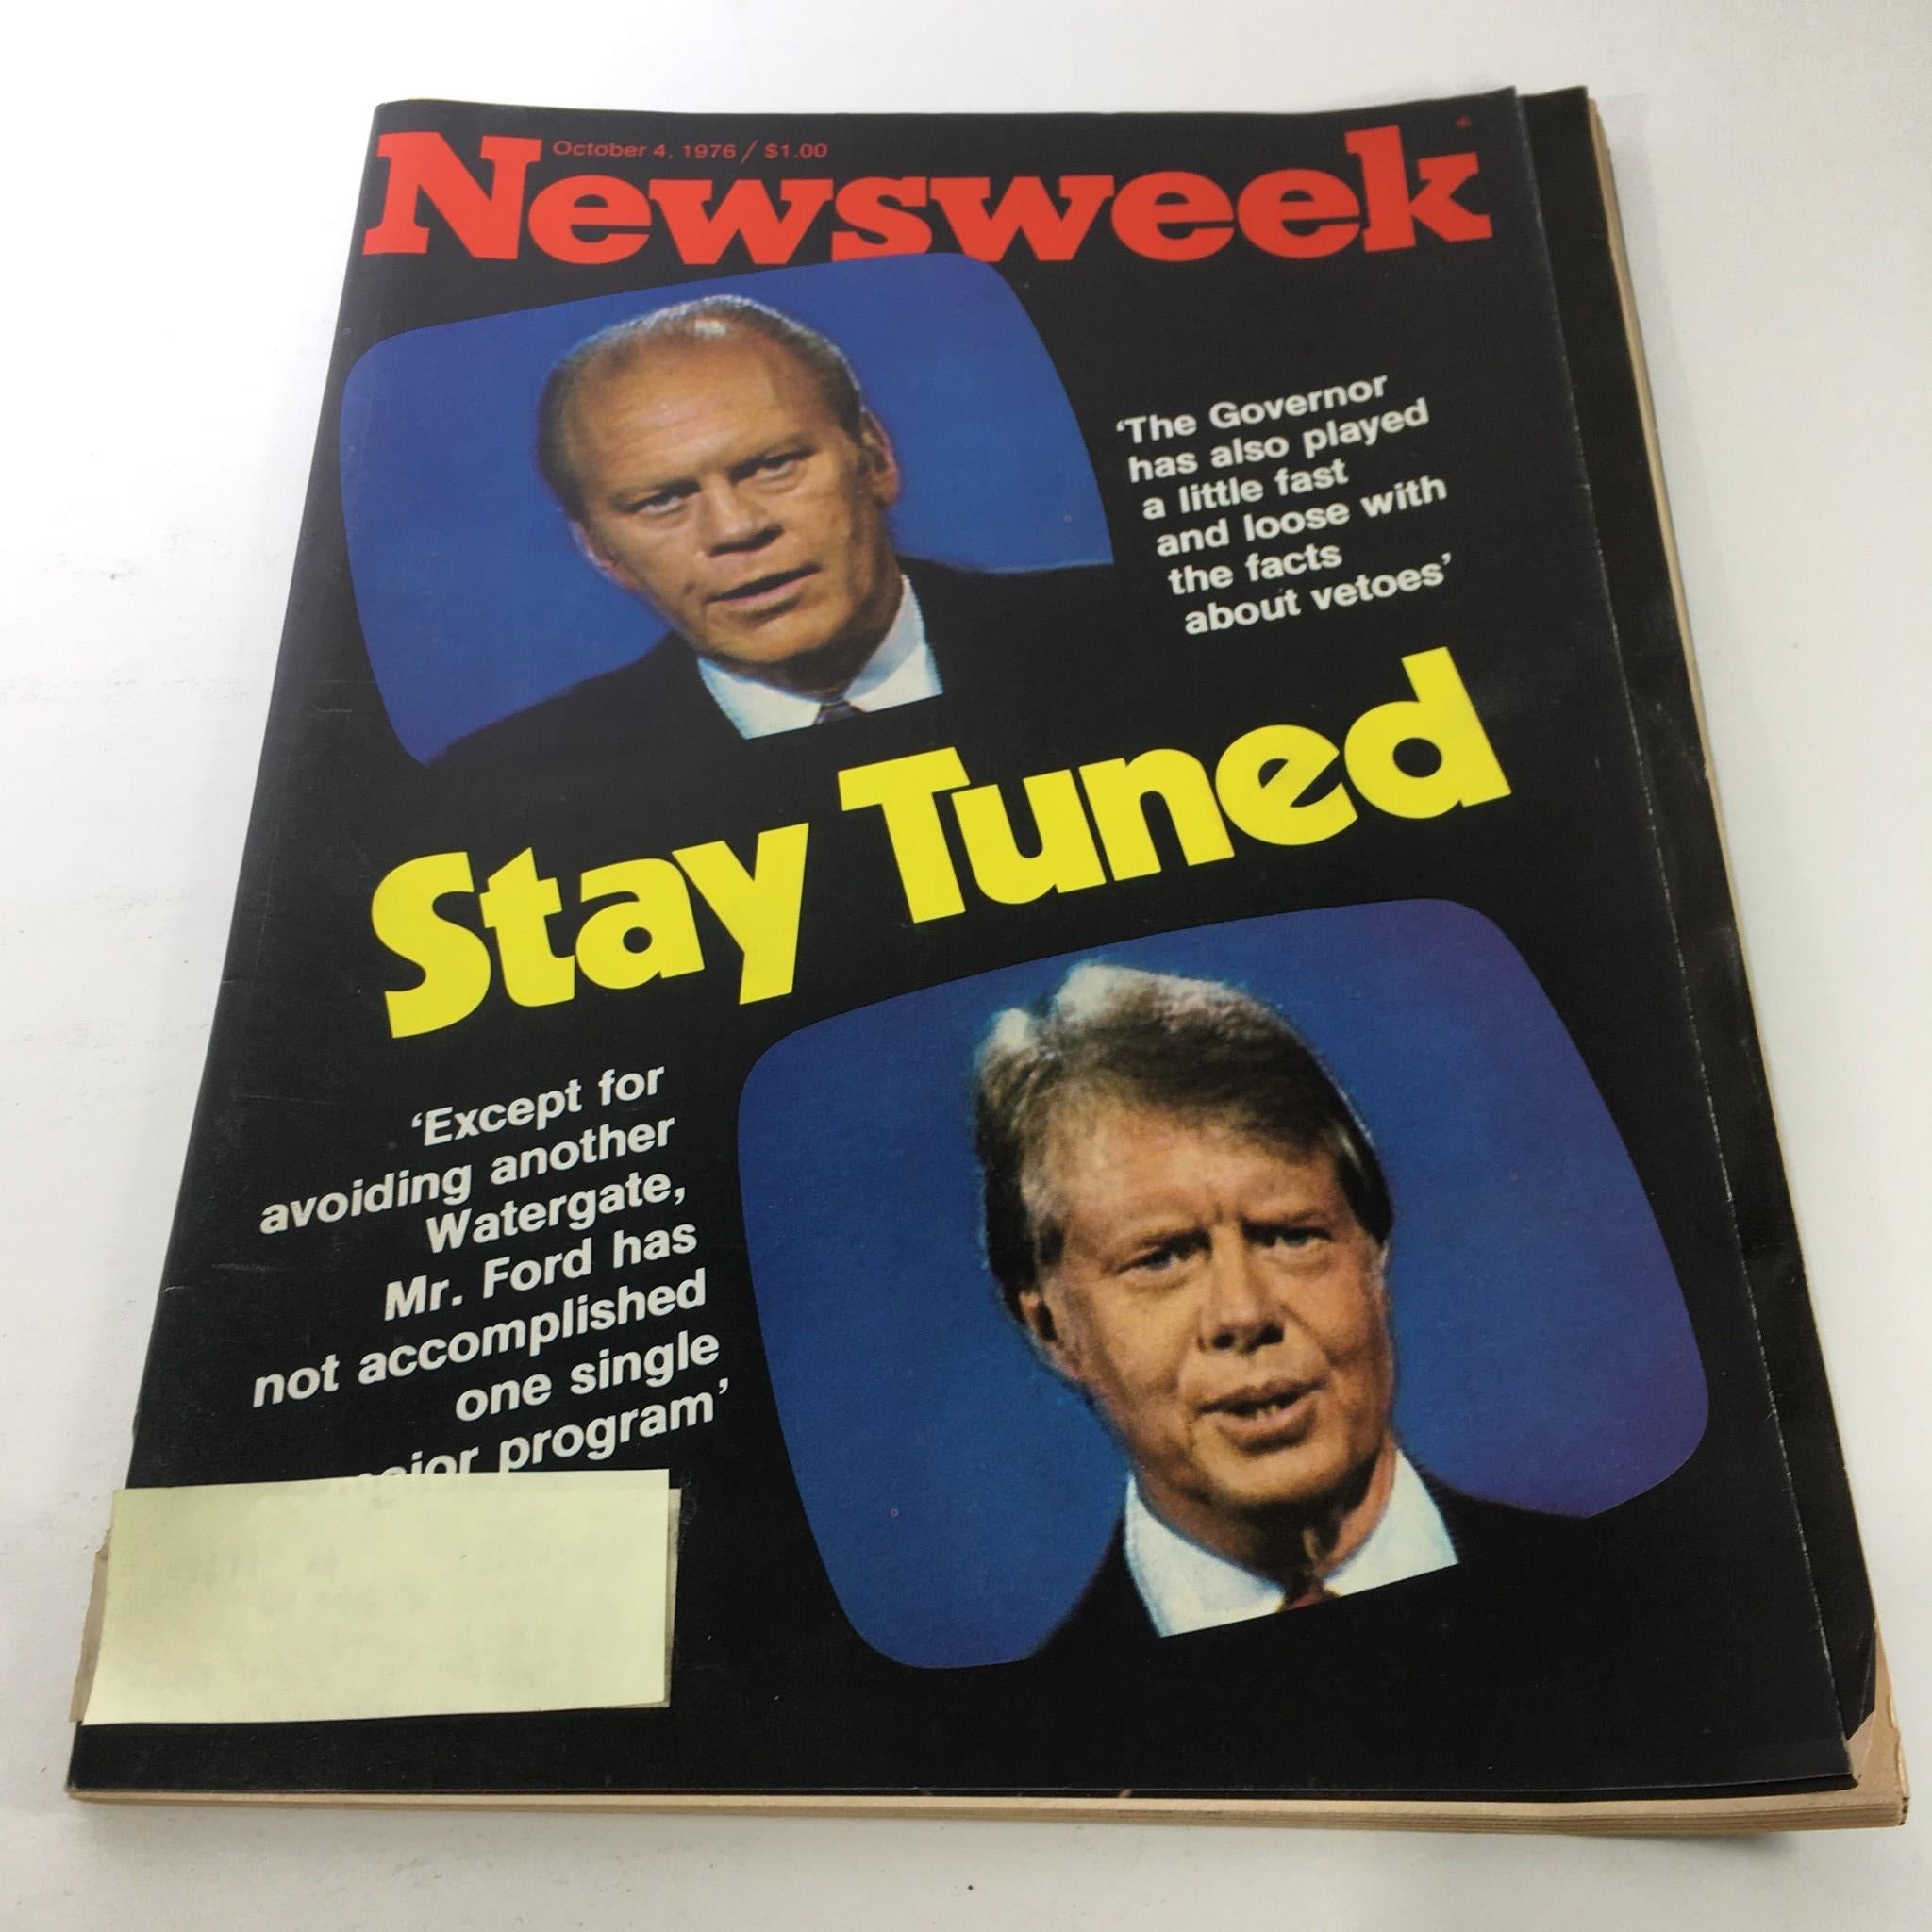 October 4, 1976 / $1.00
Newsweek
‘The Governor
has also played
a little fast
and loose with
the facts
about vetoes’
Stay Tuned
‘Except for
avoiding another
Watergate,
Mr. Ford has
not accomplished
one single
major program’